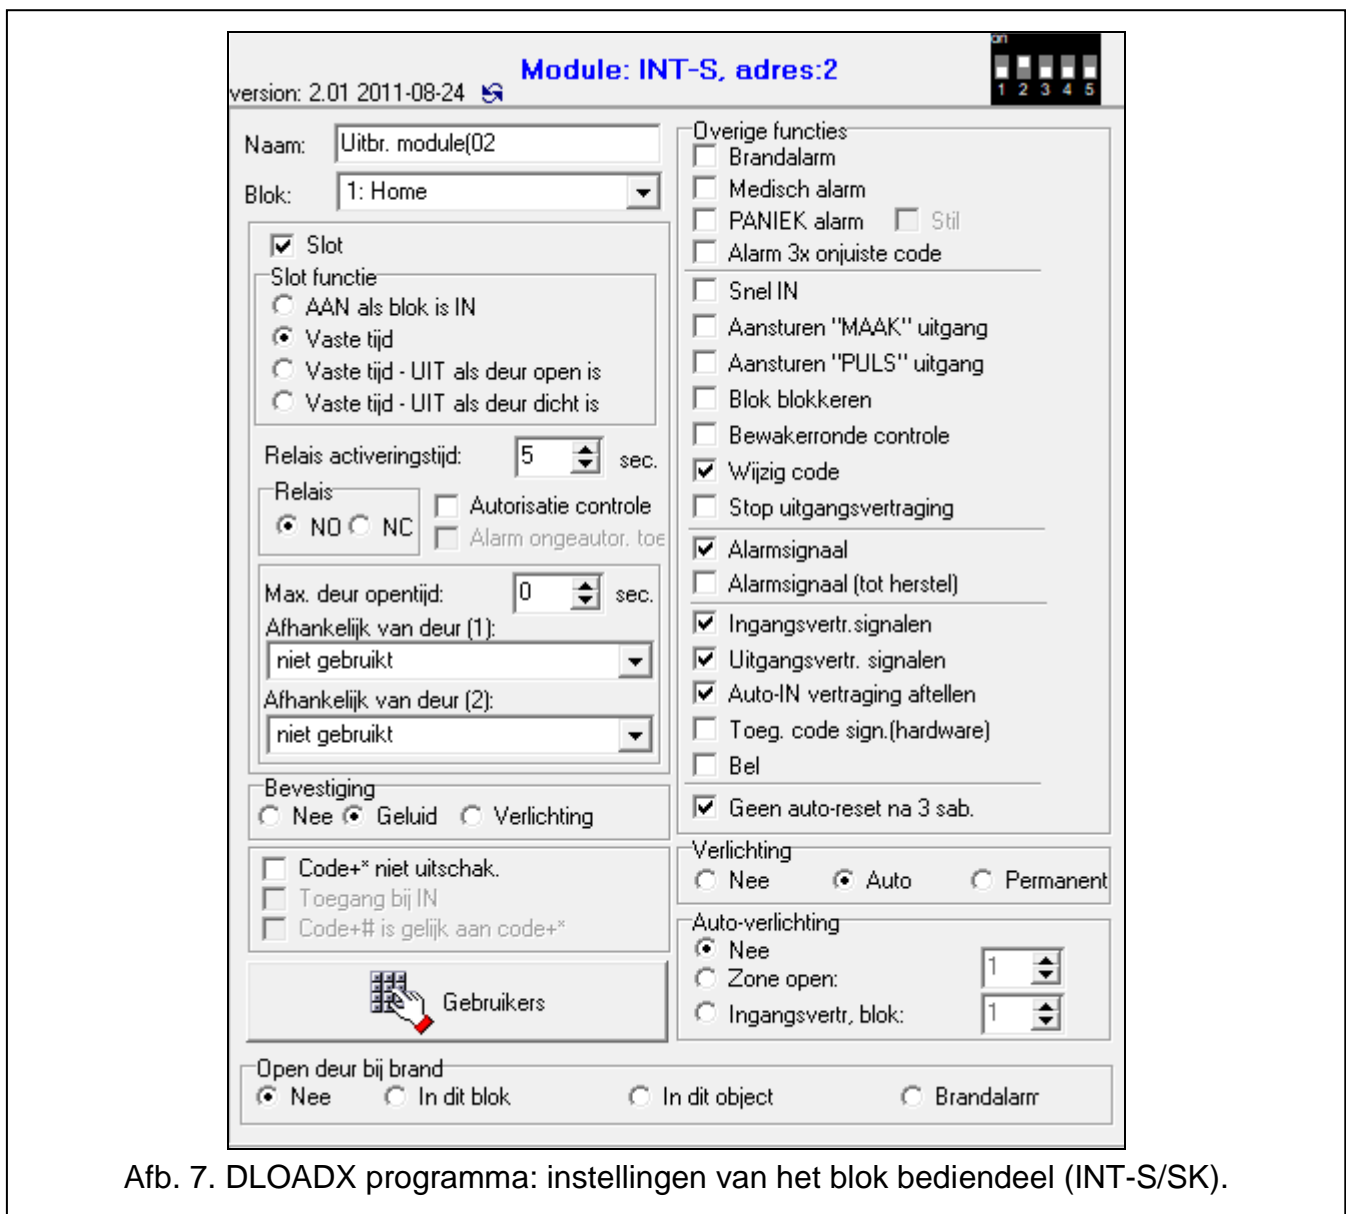 Module: INT-S, adres:2
version: 2.01 2011-08-24
on
1 2 3 4 5
Naam: Uitbr. module(02
Blok: 1: Home
Slot
Slot functie
AAN als blok is IN
Vaste tijd
Vaste tijd - UIT als deur open is
Vaste tijd - UIT als deur dicht is
Relais activeringstijd: 5 sec.
Relais
NO NC
Autorisatie controle
Alarm ongeautor. toe
Max. deur opentijd: 0 sec.
Afhankelijk van deur (1):
niet gebruikt
Afhankelijk van deur (2):
niet gebruikt
Bevestiging
Nee Geluid Verlichting
Code+* niet uitschak.
Toegang bij IN
Code+# is gelijk aan code+*
Gebruikers
Overige functies
Brandalarm
Medisch alarm
PANIEK alarm Stil
Alarm 3x onjuiste code
Snel IN
Aansturen "MAAK" uitgang
Aansturen "PULS" uitgang
Blok blokkeren
Bewakerronde controle
Wijzig code
Stop uitgangsvertraging
Alarmsignaal
Alarmsignaal (tot herstel)
Ingangsvertr.signalen
Uitgangsvertr. signalen
Auto-IN vertraging aftellen
Toeg. code sign.(hardware)
Bel
Geen auto-reset na 3 sab.
Verlichting
Nee Auto Permanent
Auto-verlichting
Nee
Zone open: 1
Ingangsvertr, blok: 1
Open deur bij brand
Nee In dit blok In dit object Brandalarm
Afb. 7. DLOADX programma: instellingen van het blok bediendeel (INT-S/SK).